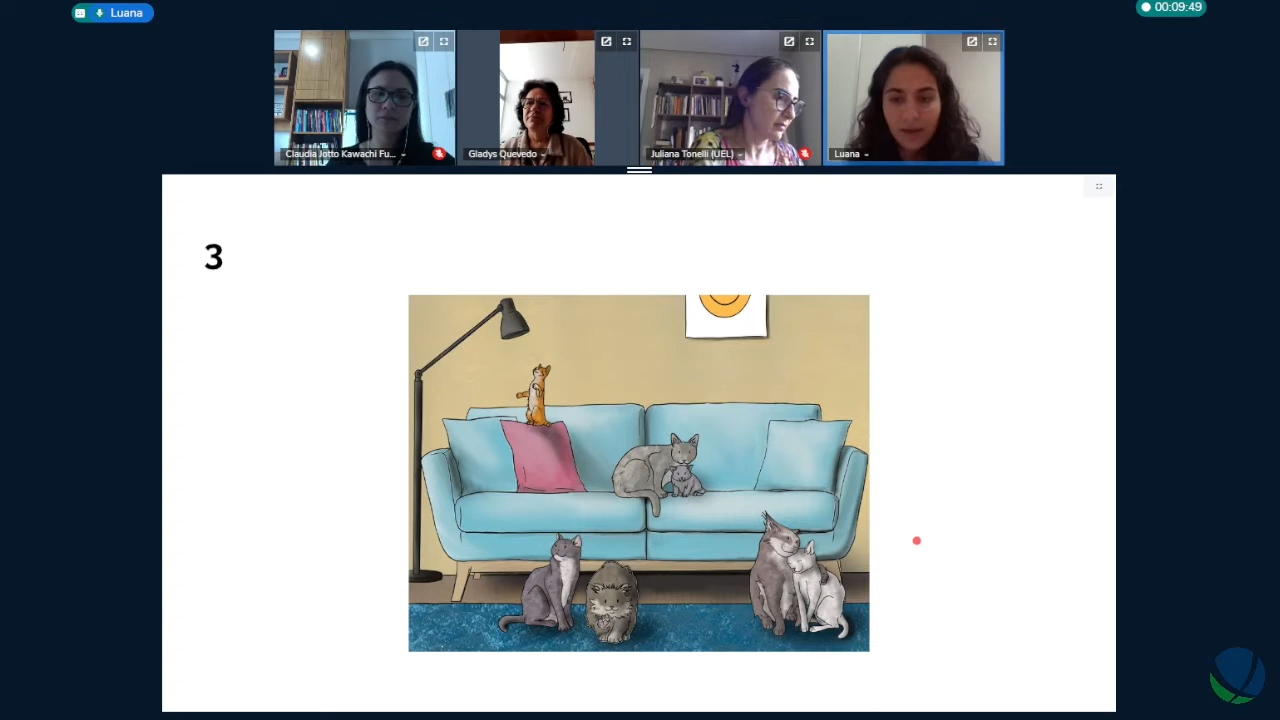 Luana
00:09:49
Claudia Jotto Kawachi Fu...
Gladys Quevedo
Juliana Tonelli (UEL)
Luana
3